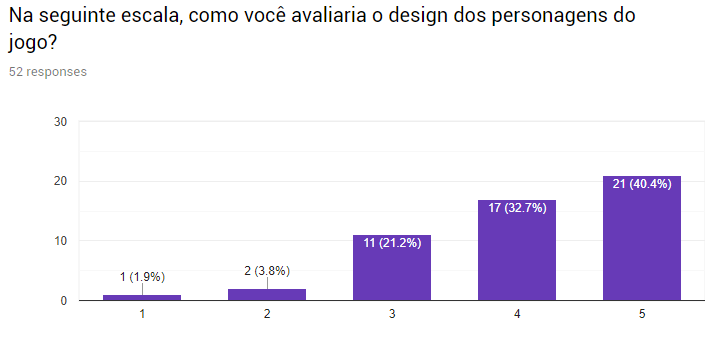 Na seguinte escala, como você avaliaria o design dos personagens do
jogo?
52 responses
30
20
10
0
1 (1.9%)
2 (3.8%)
11 (21.2%)
17 (32.7%)
21 (40.4%)
1 2 3 4 5